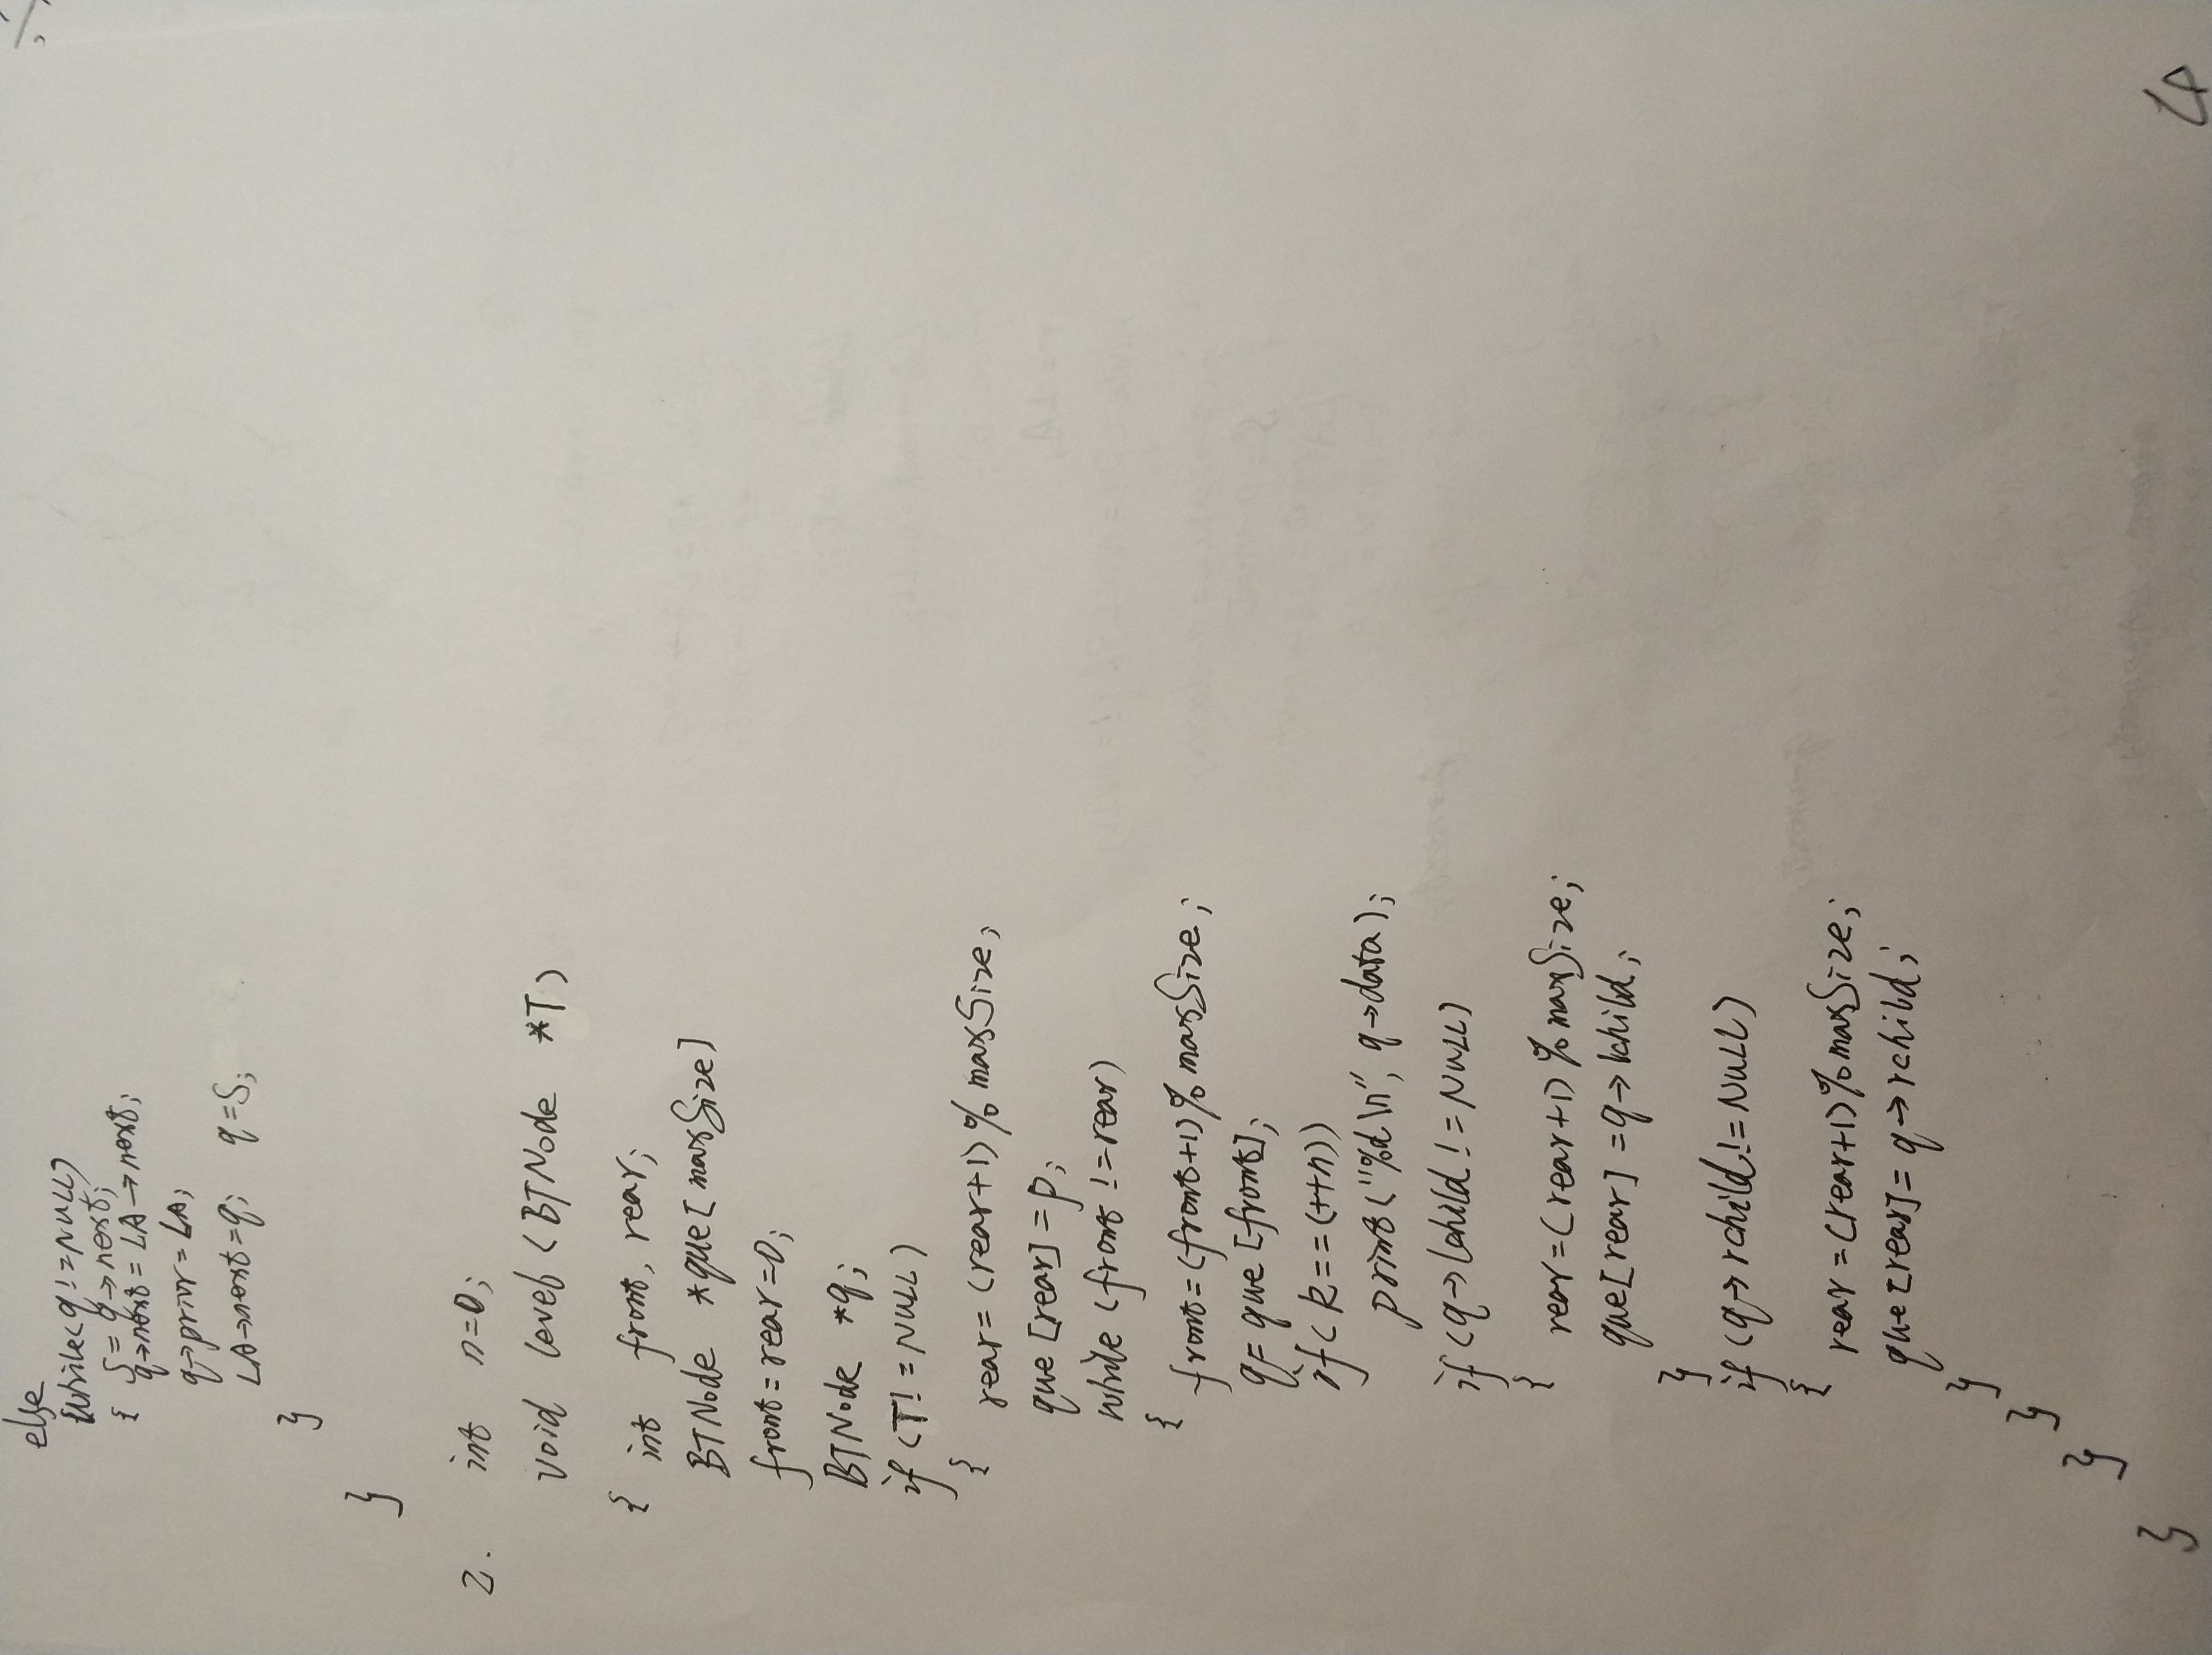 else
{while(q!=NULL)
{ S=q->next;
q->next=LA->next;
q->prior=LA;
LA->next=q; q=S;
}
}
2. int n=0;
void level(BTNode *T)
{ int front, rear;
BTNode *que[maxSize]
front=rear=0;
BTNode *q;
if(T!=NULL)
{ rear=(rear+1)%maxSize;
que[rear]=p;
while(front!=rear)
{ front=(front+1)%maxSize;
q=que[front];
if(k==(++n))
print("%d\n", q->data);
if(q->lchild!=NULL)
{ rear=(rear+1)%maxSize;
que[rear]=q->lchild;
}
if(q->rchild!=NULL)
{ rear=(rear+1)%maxSize;
que[rear]=q->rchild;
}
}
}
}